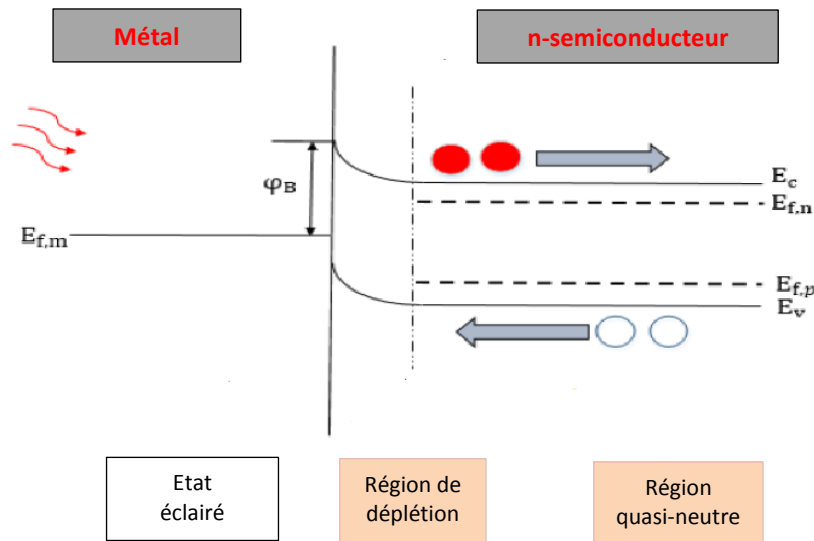 Métal
n-semiconducteur
φB
Ec
Ef,n
Ef,m
Ef,p
Ev
Etat
éclairé
Région de
déplétion
Région
quasi-neutre